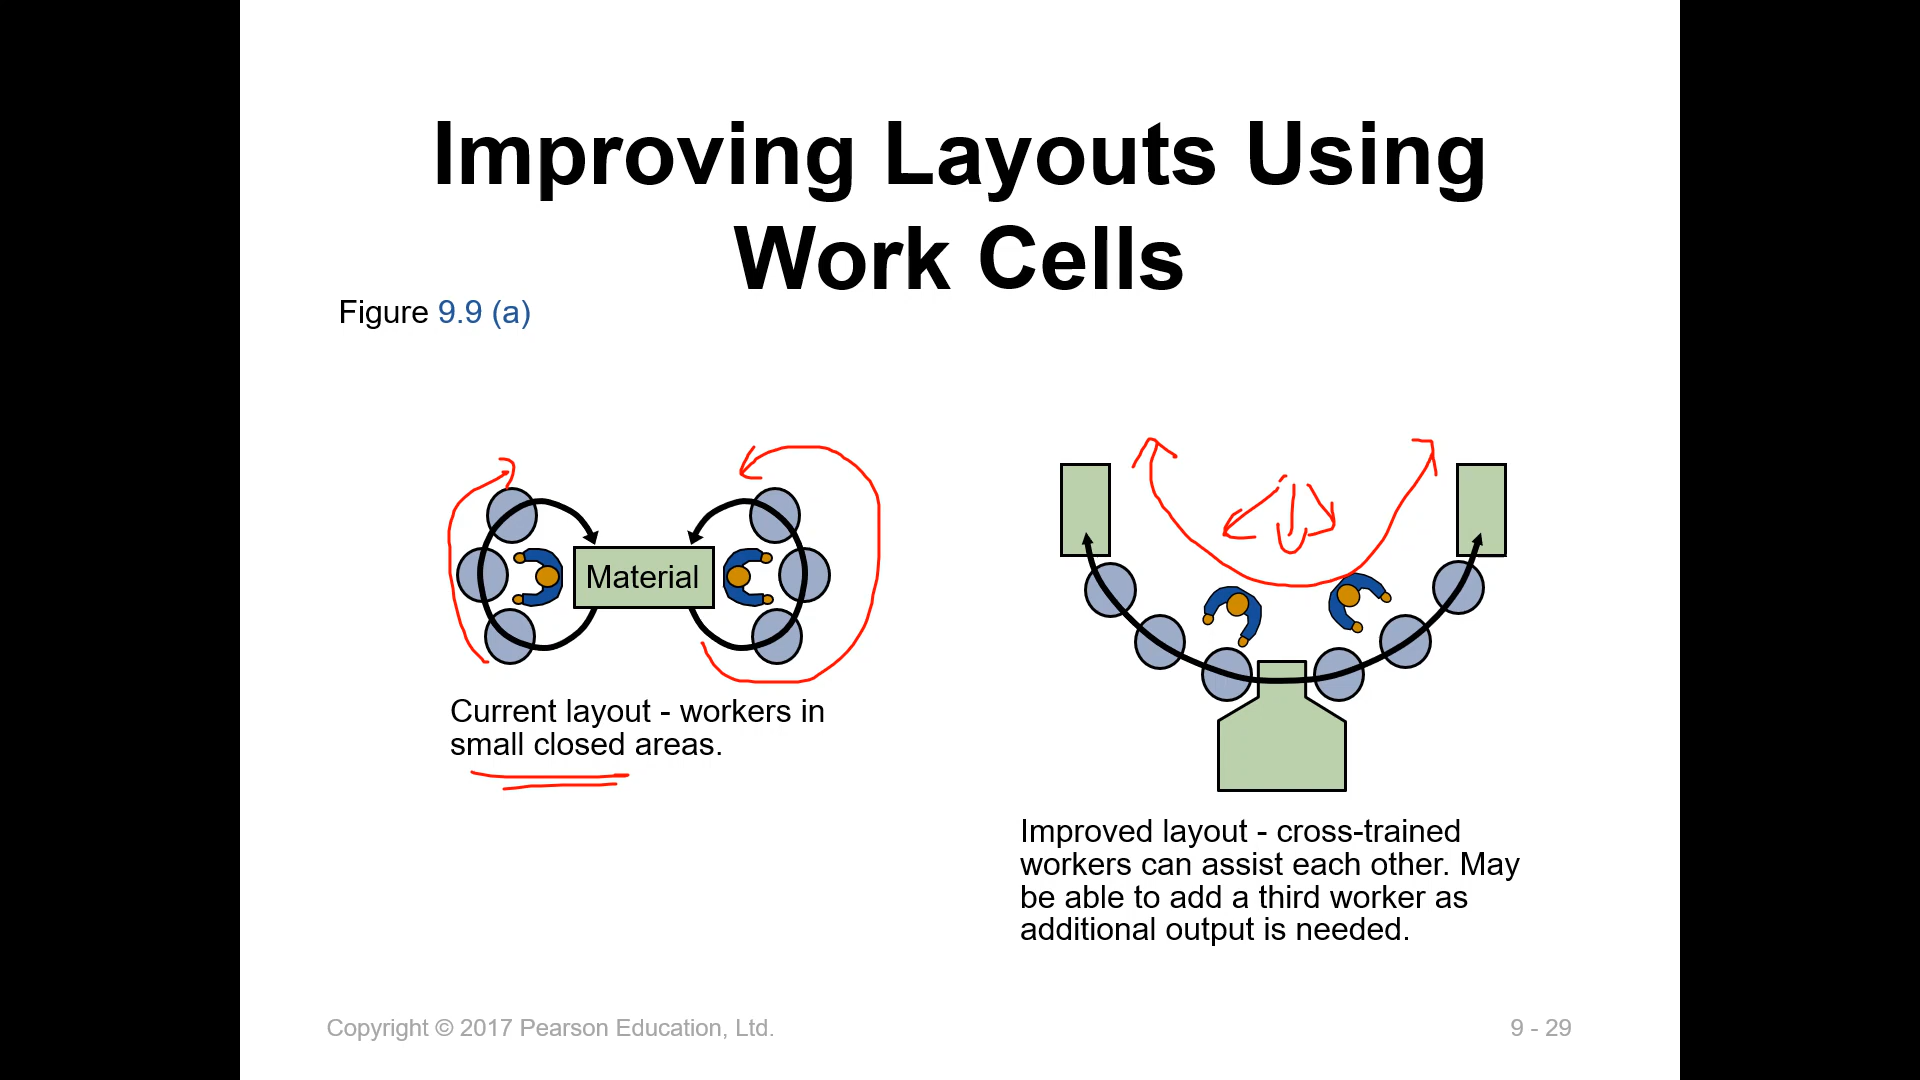 Improving Layouts Using
Work Cells
Figure 9.9 (a)
Material
Current layout - workers in
small closed areas.
Improved layout - cross-trained
workers can assist each other. May
be able to add a third worker as
additional output is needed.
Copyright © 2017 Pearson Education, Ltd.
9 - 29